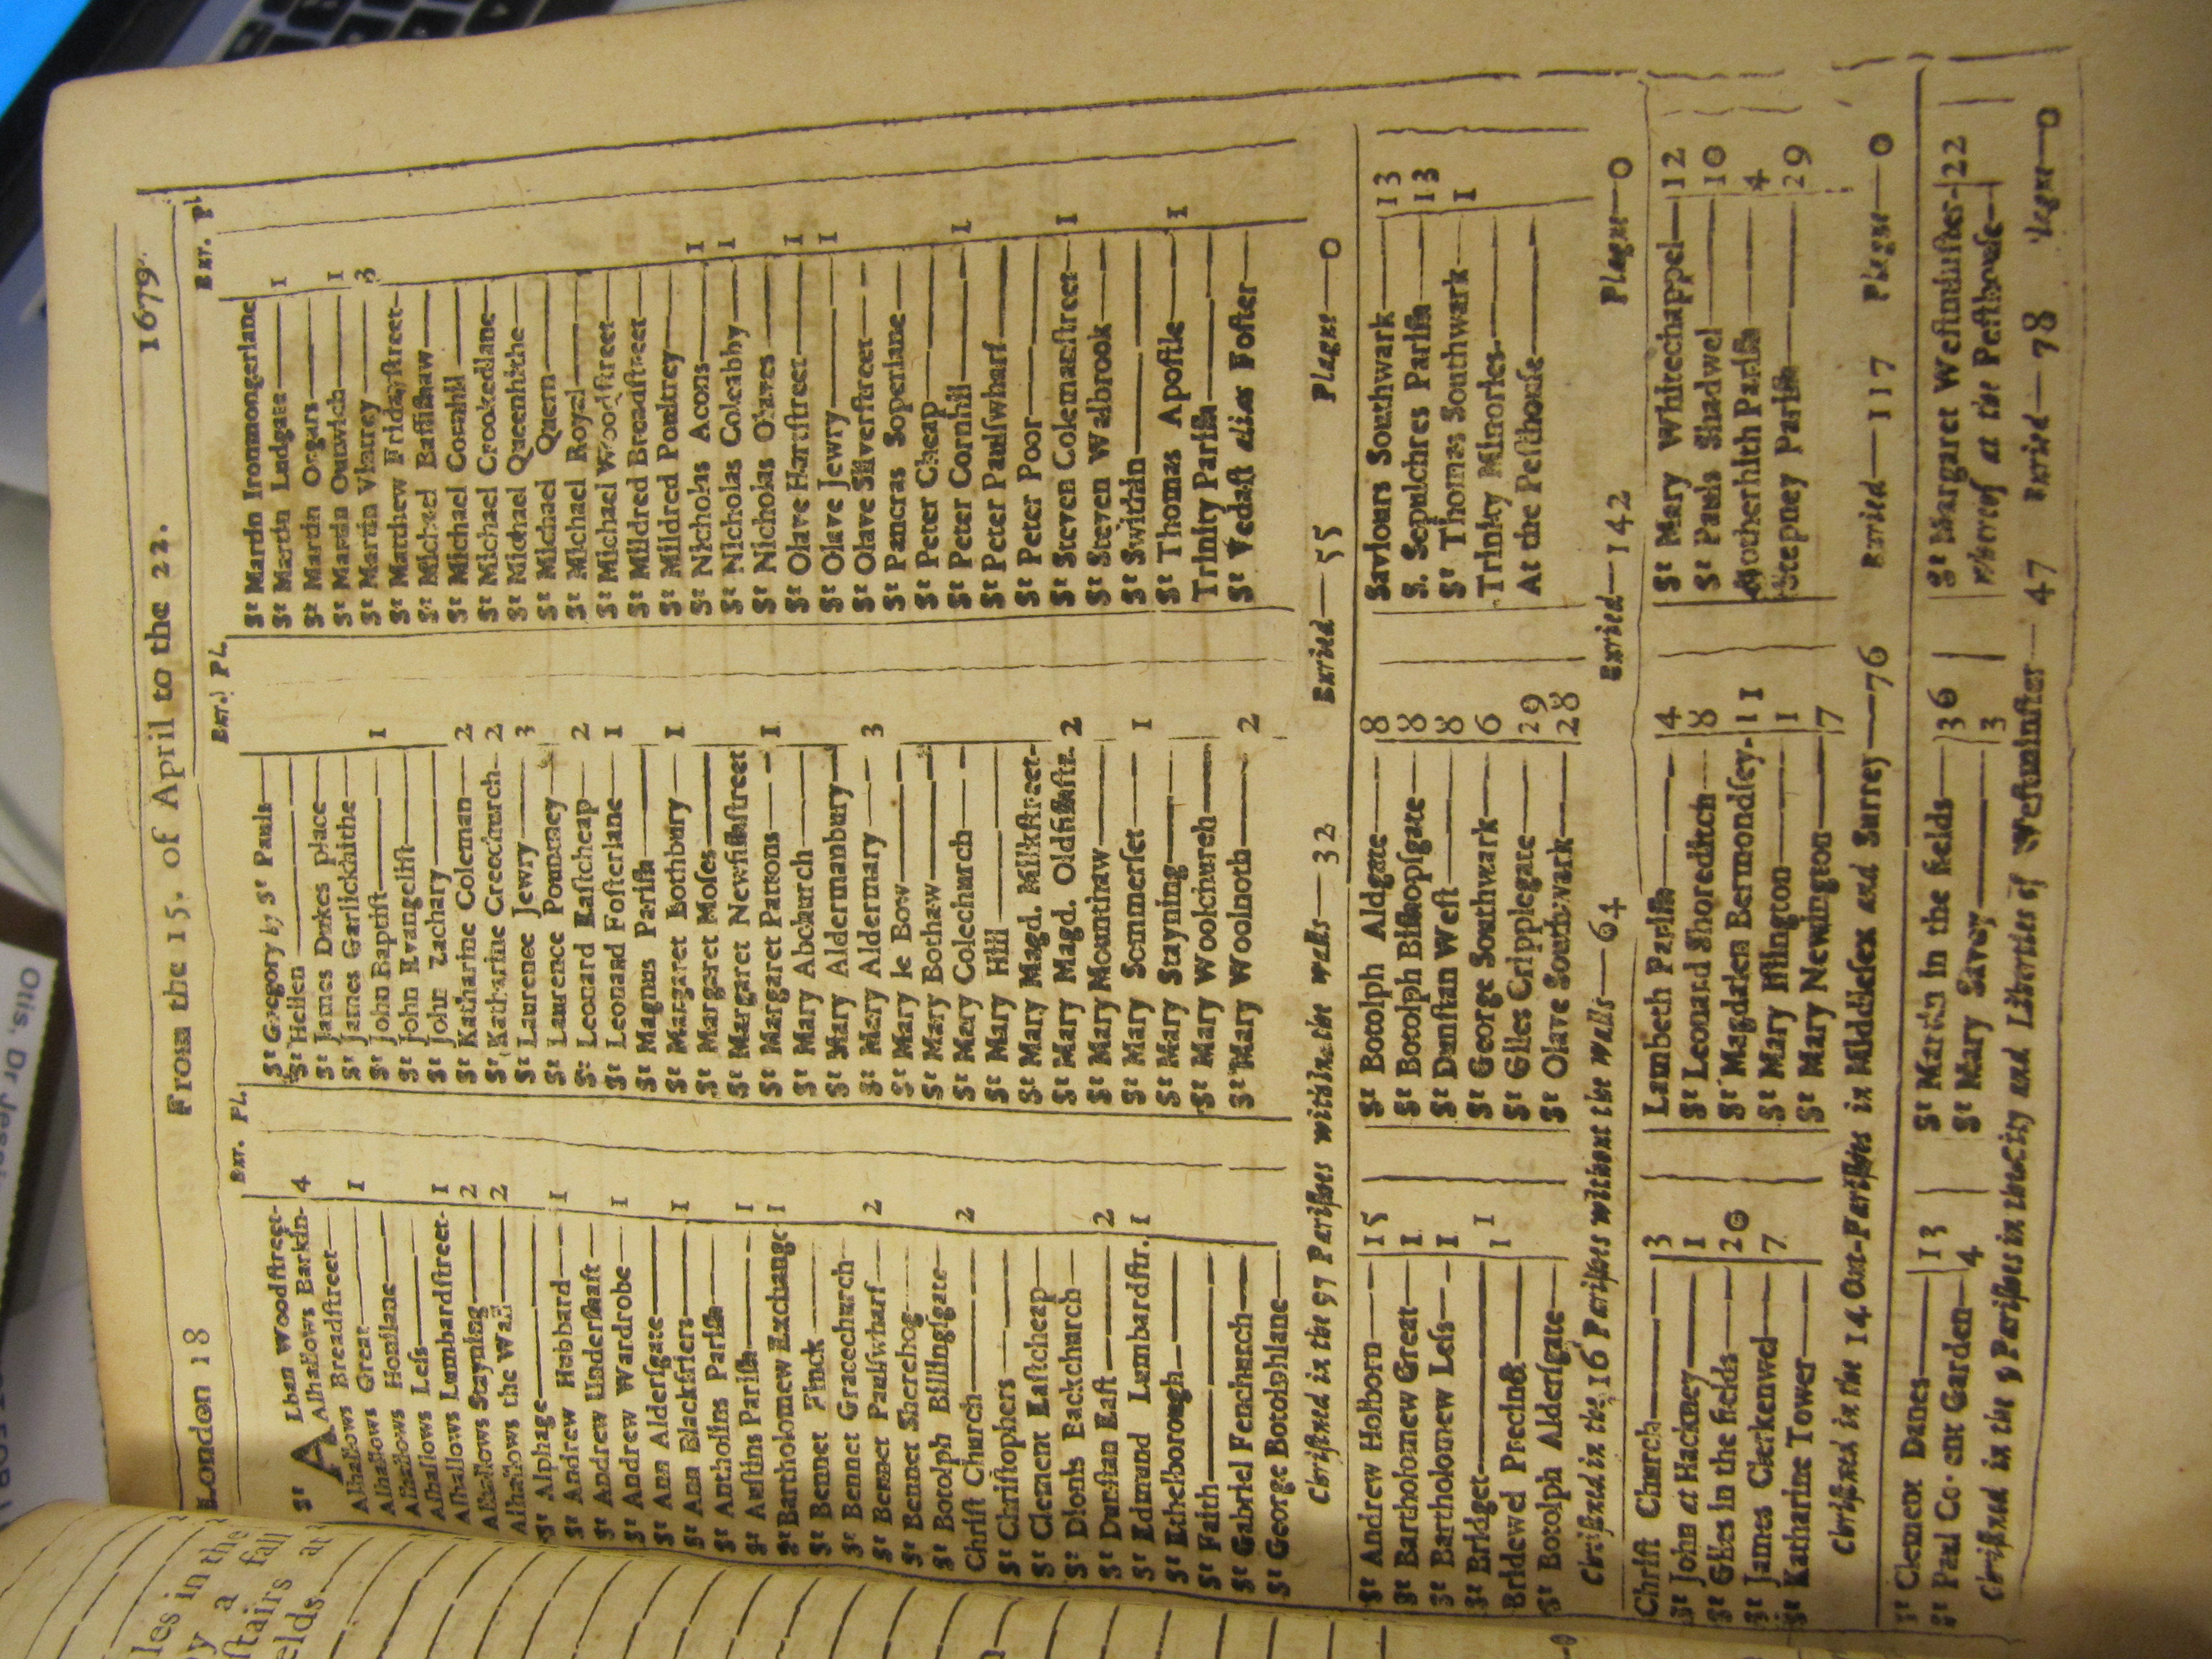 London 18 From the 15. of April to the 22. 1679.
Bur. Pl.
St ALban Woodſtreet-
Alhallows Barkin- 4
Alhallows Breadſtreet
Alhallows Great 1
Alhallows Honilane
Alhallows Leſs
Alhallows Lumbardſtreet 1
Alhallows Stayning 2
Alhallows the Wall 2
St Alphage
St Andrew Hubbard 1
St Andrew Underſhaft
St Andrew Wardrobe 1
St Ann Alderſgate
St Ann Blackfriers 1
St Antholins Pariſh
St Auſtins Pariſh 1
St Bartholomew Exchange 1
St Bennet Finck
St Bennet Gracechurch
St Bennet Paulſwharf 2
St Bennet Sherehog
St Botolph Billingſgate
Chriſt Church 2
St Chriſtophers
St Clement Eaſtcheap
St Dionis Backchurch
St Dunſtan Eaſt 2
St Edmund Lumbardſtr. 1
St Ethelborough
St Faith
St Gabriel Fenchurch
St George Botolphlane
Bur. Pl.
St Gregory by St Pauls
St Hellen
St James Dukes place
St James Garlickhithe
St John Baptiſt 1
St John Evangeliſt
St John Zachary
St Katharine Coleman 2
St Katharine Creechurch 2
St Laurence Jewry 3
St Laurence Pountney
St Leonard Eaſtcheap 2
St Leonard Foſterlane 1
St Magnus Pariſh
St Margaret Lothbury 1
St Margaret Moſes
St Margaret Newfiſhſtreet
St Margaret Pattons 1
St Mary Abchurch
St Mary Aldermanbury
St Mary Aldermary 3
St Mary le Bow
St Mary Bothaw
St Mary Colechurch
St Mary Hill
St Mary Magd. Milkſtreet
St Mary Magd. Oldfiſhſtr. 2
St Mary Mounthaw
St Mary Sommerſet 1
St Mary Stayning
St Mary Woolchurch
St Mary Woolnoth 2
Bur. Pl
St Martin Ironmongerlane
St Martin Ludgate 1
St Martin Orgars
St Martin Outwich 1
St Martin Vintrey 3
St Matthew Fridayſtreet
St Michael Baſſiſhaw
St Michael Cornhil
St Michael Crookedlane
St Michael Queenhithe
St Michael Quern
St Michael Royal
St Michael Woodſtreet
St Mildred Breadſtreet
St Mildred Poultrey
St Nicholas Acons 1
St Nicholas Coleabby 1
St Nicholas Olaves
St Olave Hartſtreet 1
St Olave Jewry 1
St Olave Silverſtreet
St Pancras Soperlane
St Peter Cheap
St Peter Cornhil 1
St Peter Paulſwharf
St Peter Poor
St Steven Colemanſtreet 1
St Steven Walbrook
St Swithin
St Thomas Apoſtle 1
Trinity Pariſh
St Vedaſt alias Foſter
Chriſtned in the 97 Pariſhes within the walls—32 Buried—55 Plague—0
St Andrew Holborn 15
St Bartholomew Great 1
St Bartholomew Leſs 1
St Bridget 11
Bridewel Precinct
St Botolph Alderſgate
St Botolph Aldgate 8
St Botolph Biſhopſgate 8
St Dunſtan Weſt 8
St George Southwark 6
St Giles Cripplegate 29
St Olave Southwark 28
Saviours Southwark 13
S. Sepulchres Pariſh 13
St Thomas Southwark 1
Trinity Minories
At the Peſthouſe
Chriſtned in the 16 Pariſhes without the walls—64 Buried—142 Plague—0
Chriſt Church 3
St John at Hackney 1
St Giles in the fields 20
St James Clerkenwel 7
St Katharine Tower
Lambeth Pariſh 4
St Leonard Shoreditch 8
St Magdalen Bermondſey 11
St Mary Iſlington 1
St Mary Newington 7
St Mary Whitechappel 12
St Pauls Shadwel 10
Rotherhith Pariſh 4
Stepney Pariſh 29
Chriſtned in the 14 Out-Pariſhes in Middleſex and Surrey—76 Buried—117 Plague—0
St Clement Danes 13
St Paul Covent Garden 4
St Martin in the fields 36
St Mary Savoy 3
St Margaret Weſtminſter 22
whereof at the Peſthouſe
Chriſtned in the 5 Pariſhes in the City and Liberties of Weſtminſter—47 Buried—78 Plague—0
les in the
by a fall
ſtairs at
elds
Otis, Dr Jessi